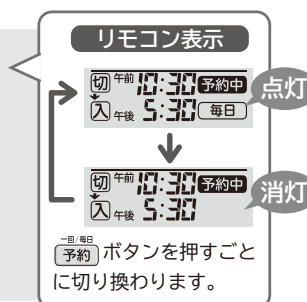 リモコン表示
切 午前 10:30 予約中
入 午後 5:30 毎日
点灯
切 午前 10:30 予約中
入 午後 5:30
消灯
一回/毎日
予約 ボタンを押すごと
に切り換わります。